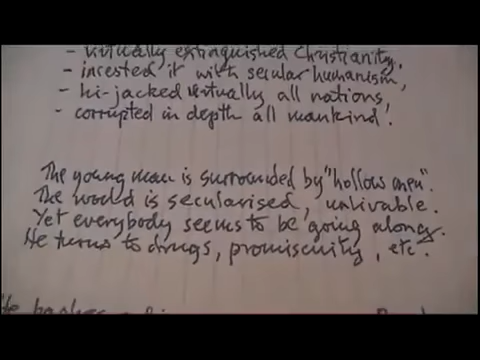 - virtually extinguished Christianity,
- incested it with secular humanism,
- hi-jacked virtually all nations,
- corrupted in depth all mankind!
The young man is surrounded by "hollow men".
The world is secularised, unlivable.
Yet everybody seems to be going along.
He turns to drugs, promiscuity, etc.
He